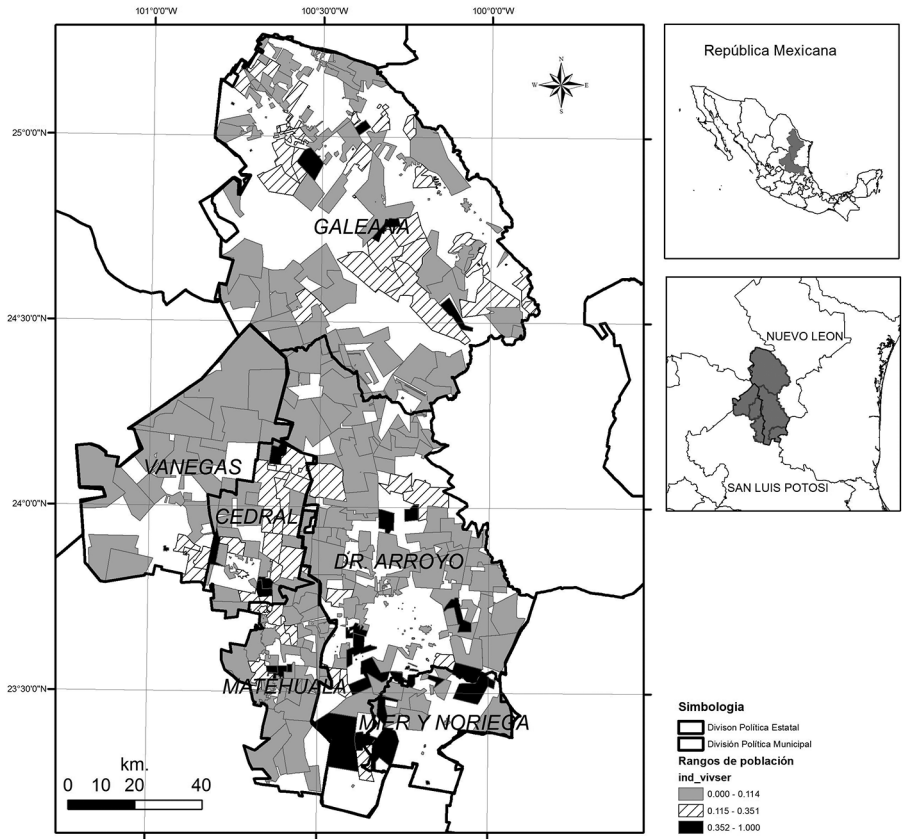 101°0'0"W
100°30'0"W
100°0'0"W
25°0'0"N
24°30'0"N
24°0'0"N
23°30'0"N
N
W
E
S
GALEANA
VANEGAS
CEDRAL
DR. ARROYO
MATEHUALA
MIER Y NORIEGA
km.
0 10 20 40
República Mexicana
NUEVO LEON
SAN LUIS POTOSI
Simbologia
Divison Política Estatal
División Política Municipal
Rangos de población
ind_vivser
0.000 - 0.114
0.115 - 0.351
0.352 - 1.000